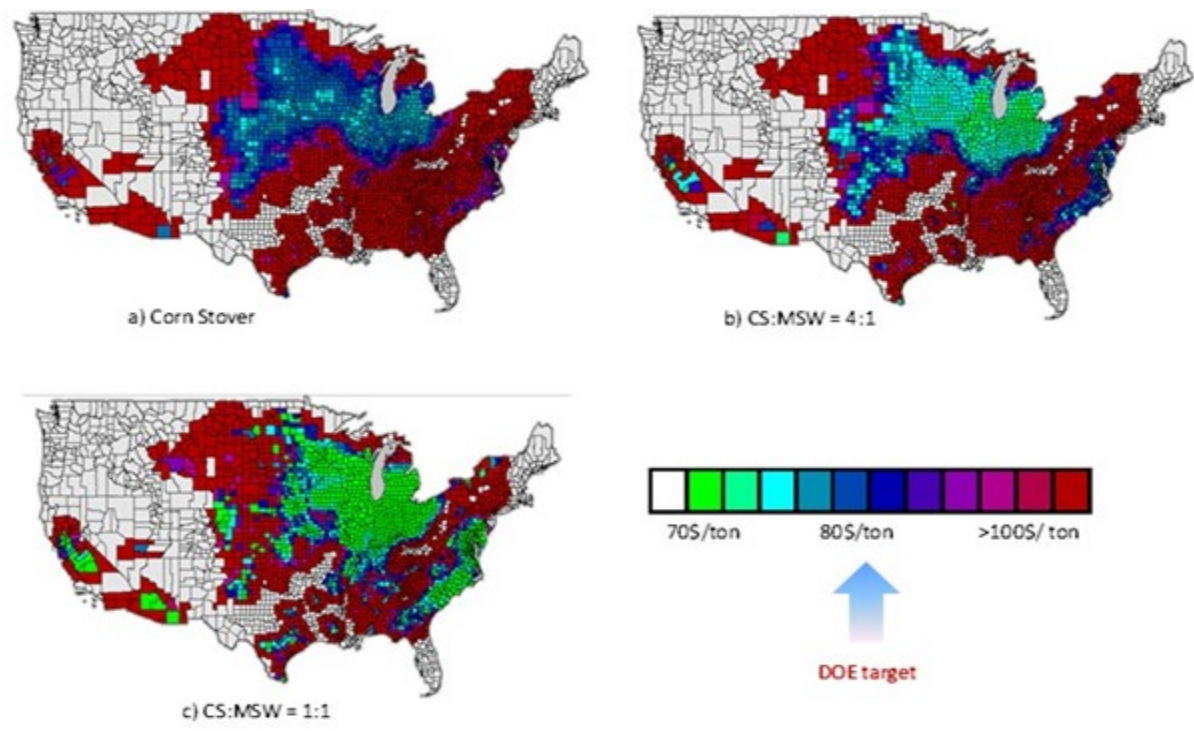 a) Corn Stover
b) CS:MSW = 4:1
70$/ton
80$/ton
>100$/ ton
DOE target
c) CS:MSW = 1:1